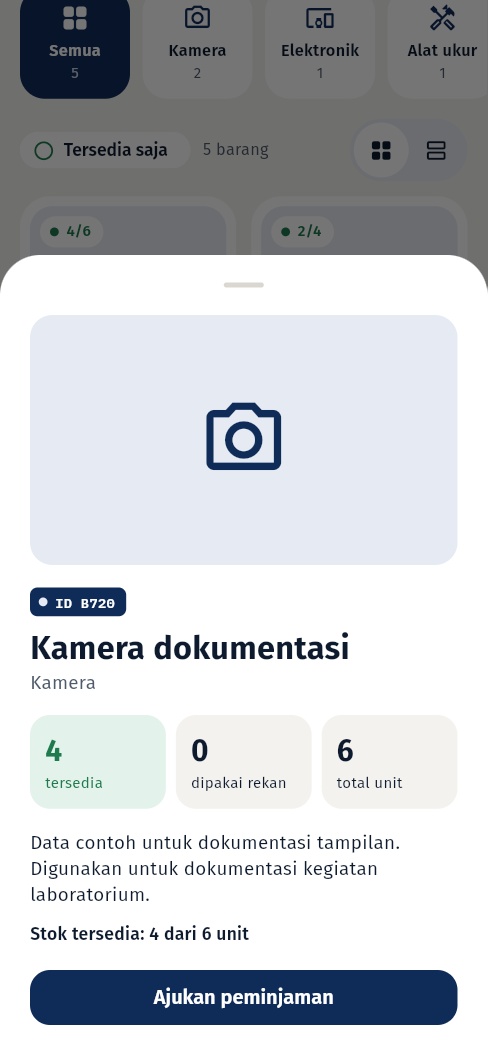 Semua
5
Kamera
2
Elektronik
1
Alat ukur
1
Tersedia saja
5 barang
4/6
2/4
ID B720
Kamera dokumentasi
Kamera
4
tersedia
0
dipakai rekan
6
total unit
Data contoh untuk dokumentasi tampilan.
Digunakan untuk dokumentasi kegiatan
laboratorium.
Stok tersedia: 4 dari 6 unit
Ajukan peminjaman